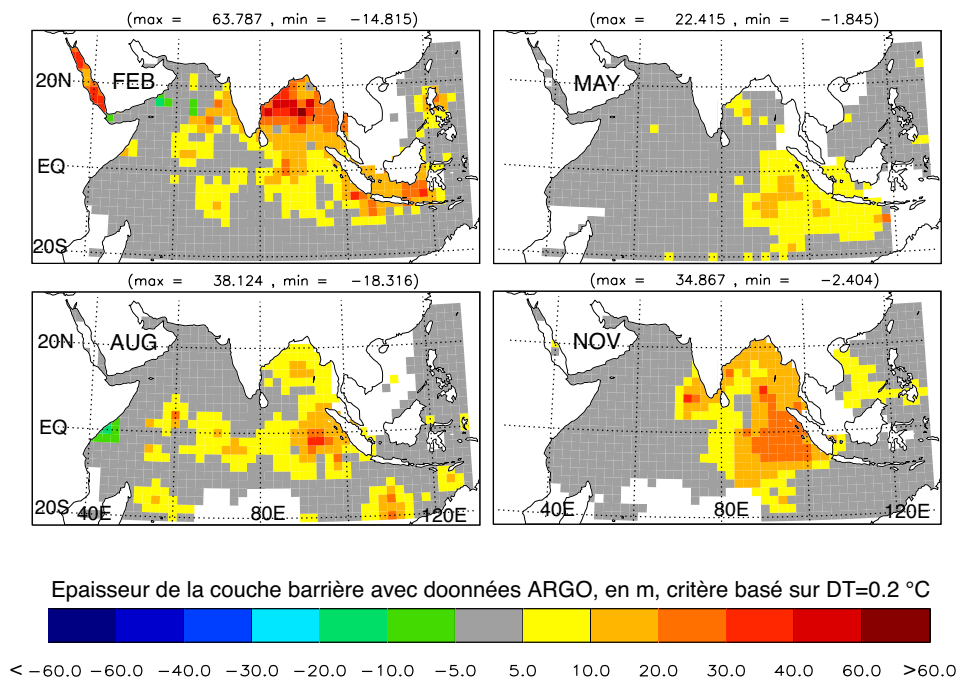 (max = 63.787 , min = −14.815)
(max = 22.415 , min = −1.845)
20N
FEB
EQ
20S
MAY
(max = 38.124 , min = −18.316)
(max = 34.867 , min = −2.404)
20N
AUG
EQ
20S
40E
80E
120E
NOV
40E
80E
120E
Epaisseur de la couche barrière avec doonnées ARGO, en m, critère basé sur DT=0.2 °C
< −60.0 −60.0 −40.0 −30.0 −20.0 −10.0 −5.0 5.0 10.0 20.0 30.0 40.0 60.0 >60.0